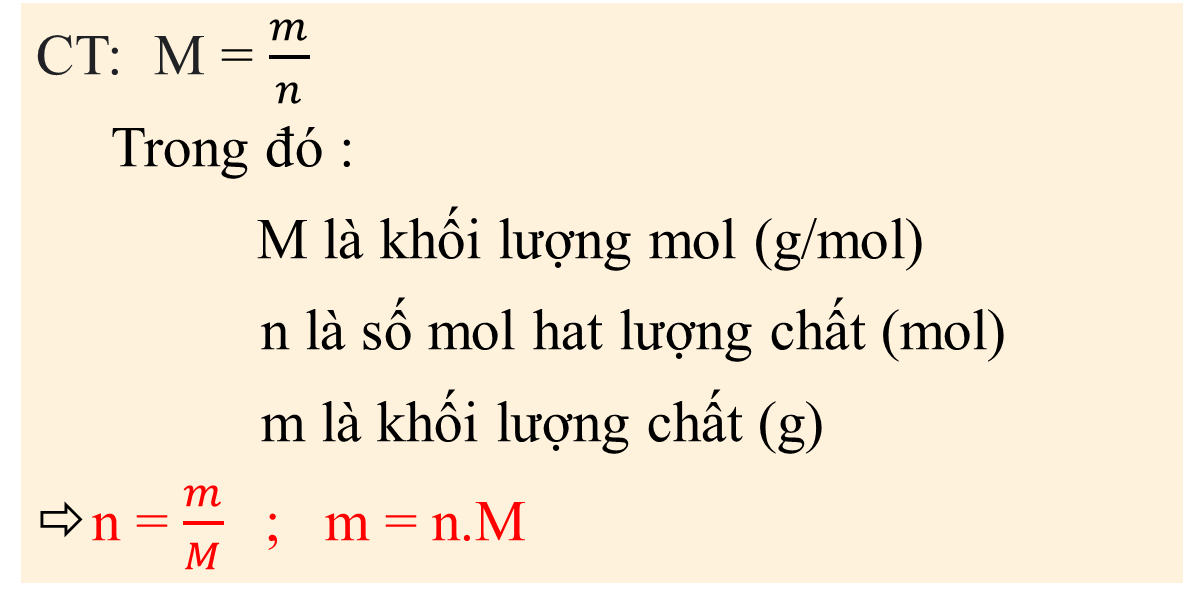 CT: M = m/n
Trong đó :
M là khối lượng mol (g/mol)
n là số mol hat lượng chất (mol)
m là khối lượng chất (g)
⇨ n = m/M ; m = n.M